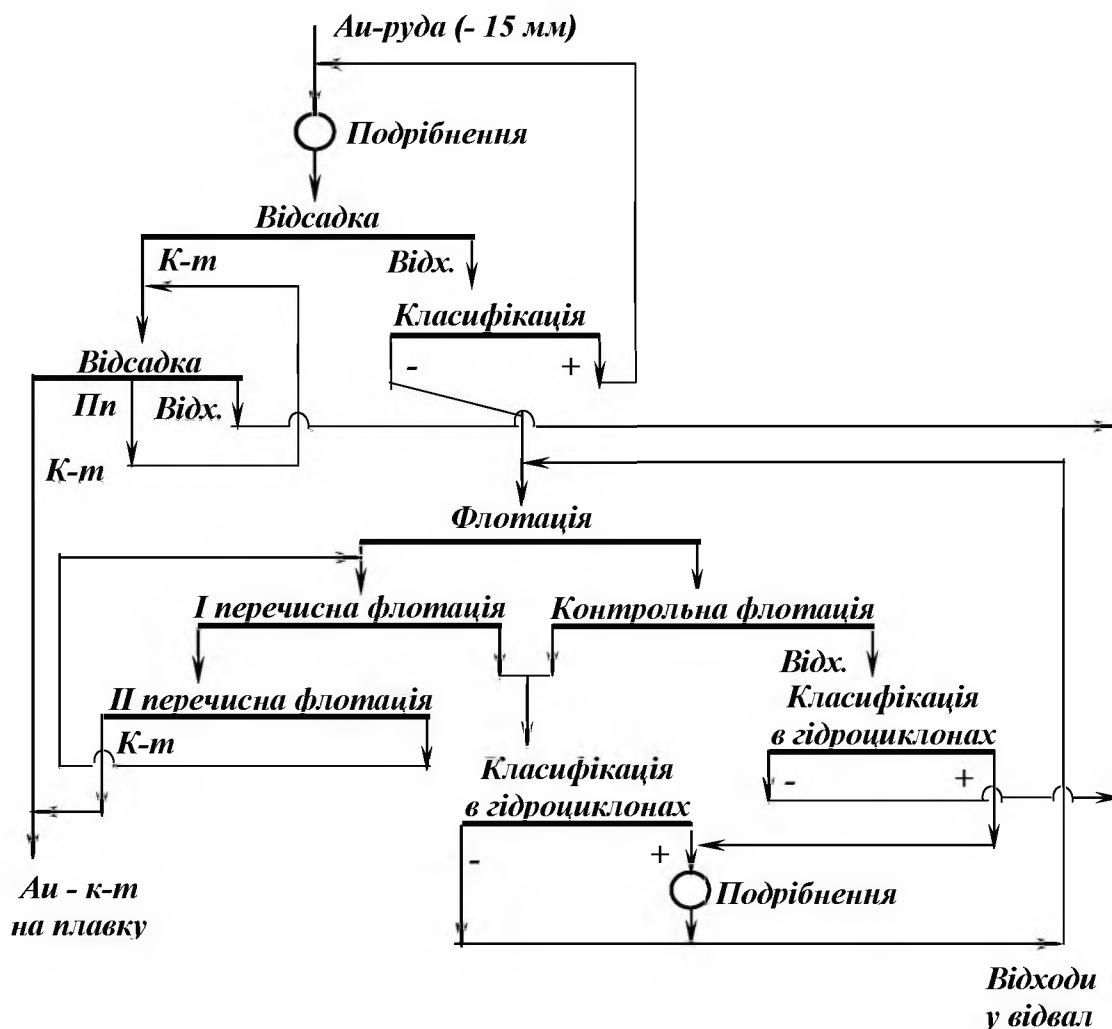 Au-руда (- 15 мм)
Подрібнення
Відсадка
К-т
Відх.
Класифікація
- +
Відсадка
Пп
Відх.
К-т
Флотація
I перечисна флотація
Контрольна флотація
Відх.
II перечисна флотація
К-т
Класифікація
в гідроциклонах
- +
Класифікація
в гідроциклонах
- +
Подрібнення
Au - к-т
на плавку
Відходи
у відвал